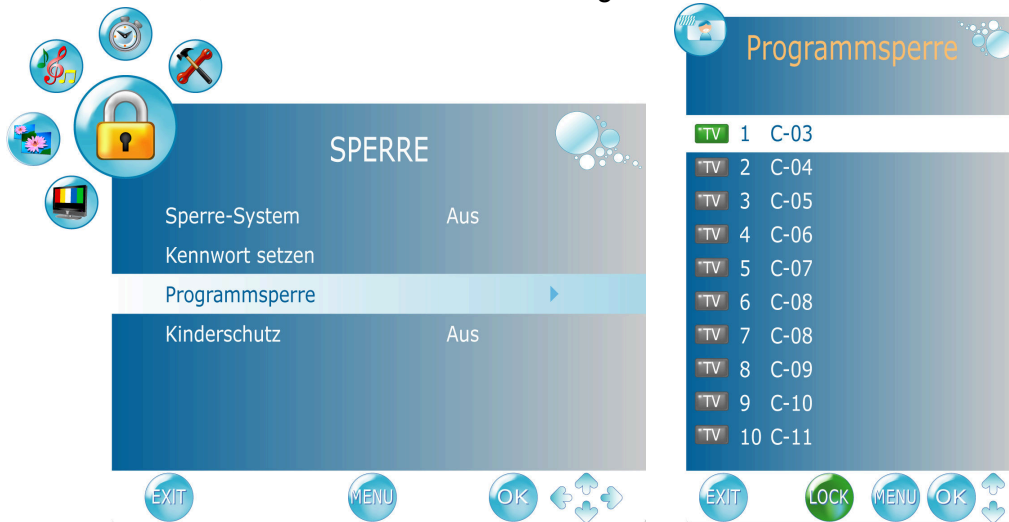 SPERRE
Sperre-System Aus
Kennwort setzen
Programmsperre
Kinderschutz Aus
EXIT MENU OK
Programmsperre
TV 1 C-03
TV 2 C-04
TV 3 C-05
TV 4 C-06
TV 5 C-07
TV 6 C-08
TV 7 C-08
TV 8 C-09
TV 9 C-10
TV 10 C-11
EXIT LOCK MENU OK